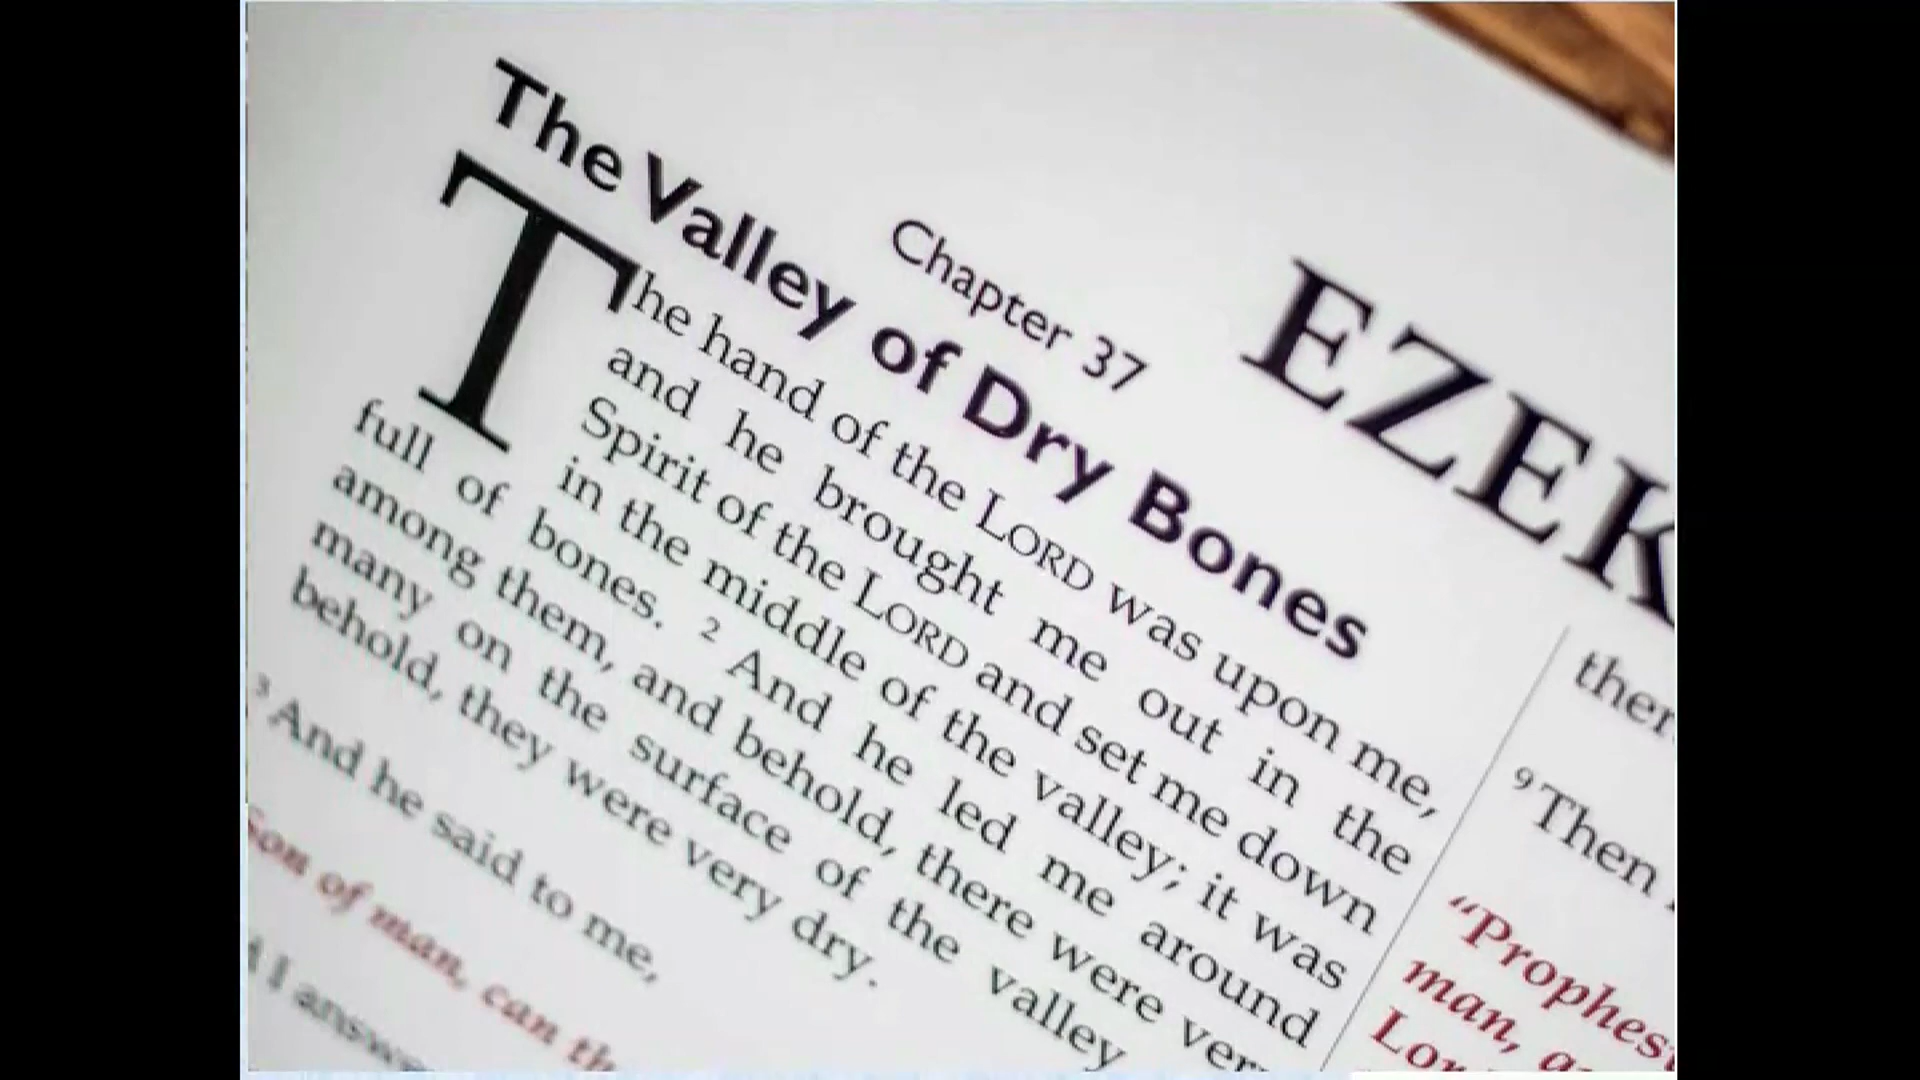 EZEK
Chapter 37
The Valley of Dry Bones
The hand of the LORD was upon me,
and he brought me out in the
Spirit of the LORD and set me down
in the middle of the valley; it was
full of bones. 2 And he led me around
among them, and behold, there were very
many on the surface of the valley
behold, they were very dry.
3 And he said to me,
Son of man, can
I
ther
9 Then
“Prophes
man,
Lor